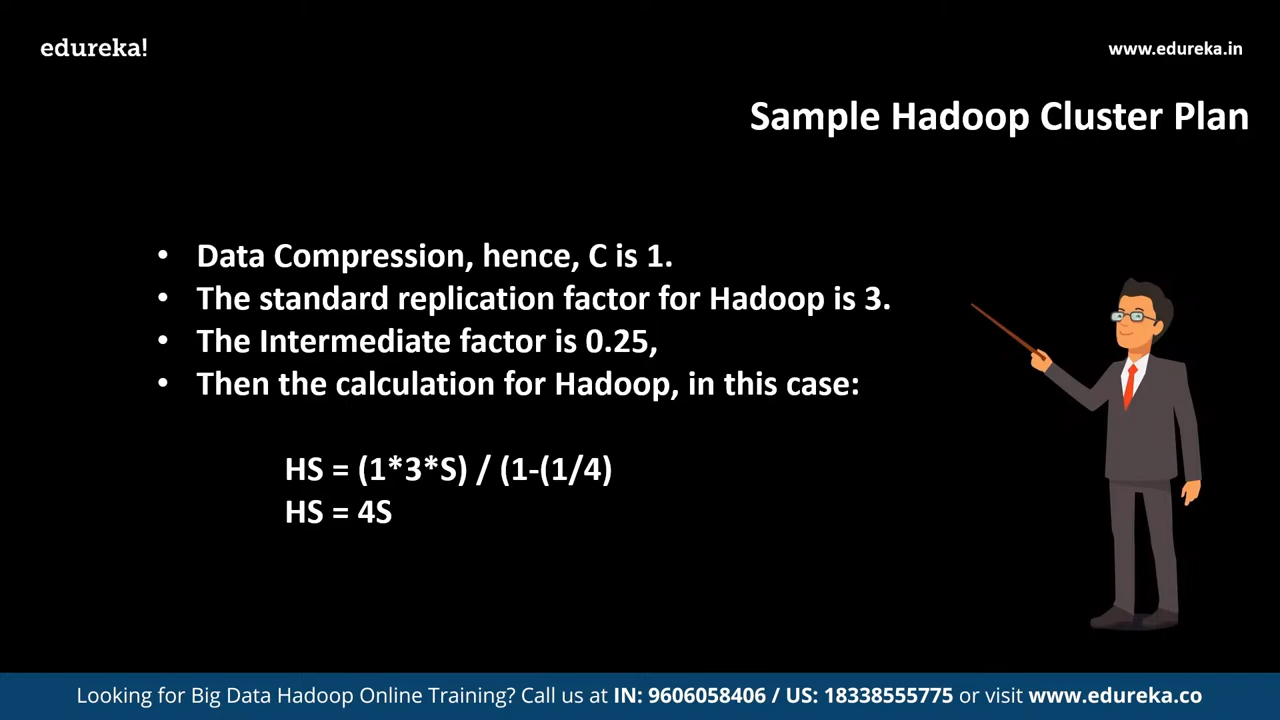 edureka!
www.edureka.in
Sample Hadoop Cluster Plan
• Data Compression, hence, C is 1.
• The standard replication factor for Hadoop is 3.
• The Intermediate factor is 0.25,
• Then the calculation for Hadoop, in this case:
HS = (1*3*S) / (1-(1/4)
HS = 4S
Looking for Big Data Hadoop Online Training? Call us at IN: 9606058406 / US: 18338555775 or visit www.edureka.co